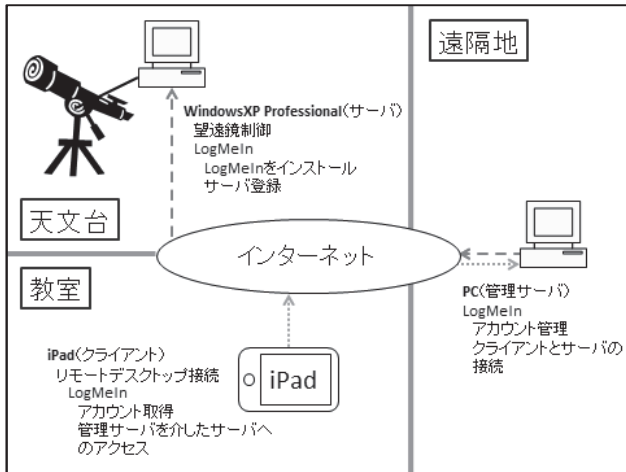 遠隔地
WindowsXP Professional(サーバ)
望遠鏡制御
LogMeIn
LogMeInをインストール
サーバ登録
天文台
インターネット
教室
PC(管理サーバ)
LogMeIn
アカウント管理
クライアントとサーバの
接続
iPad(クライアント)
リモートデスクトップ接続
LogMeIn
アカウント取得
管理サーバを介したサーバへ
のアクセス
iPad